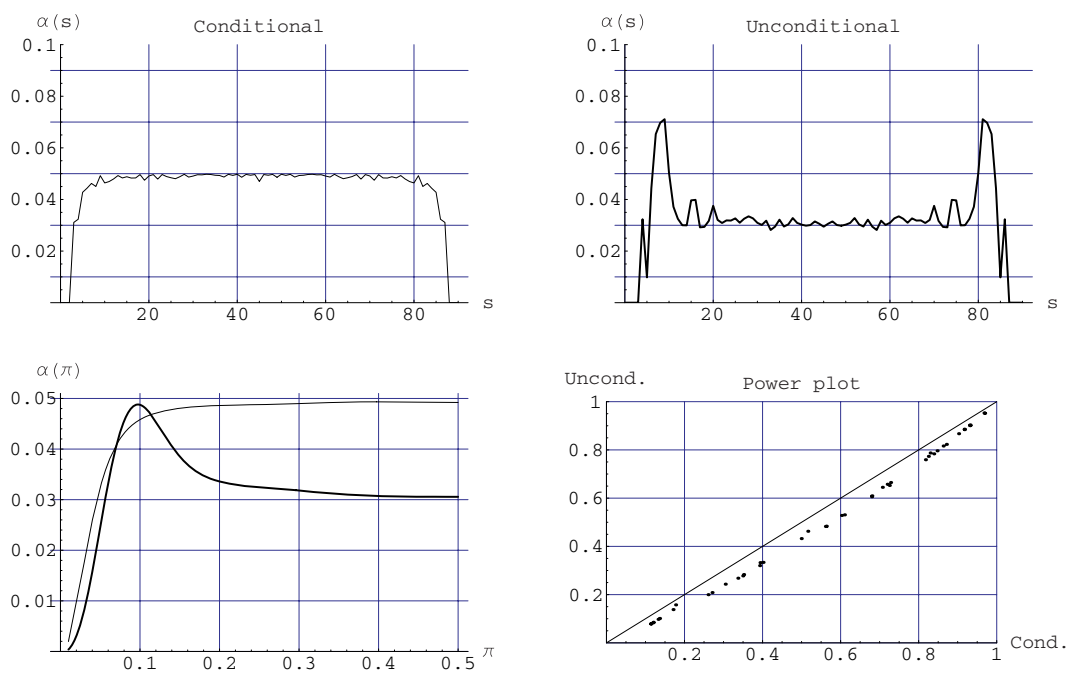 α(s)
Conditional
0.1
0.08
0.06
0.04
0.02
20 40 60 80 s
α(s)
Unconditional
0.1
0.08
0.06
0.04
0.02
20 40 60 80 s
α(π)
0.05
0.04
0.03
0.02
0.01
0.1 0.2 0.3 0.4 0.5 π
Uncond.
Power plot
1
0.8
0.6
0.4
0.2
0.2 0.4 0.6 0.8 1 Cond.